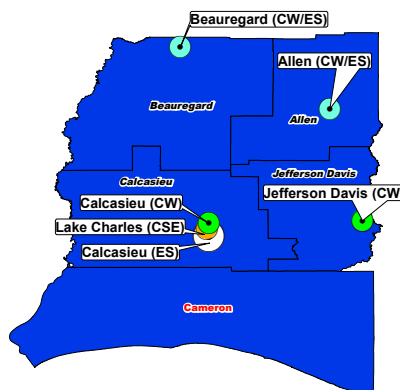 Beauregard (CW/ES)
Allen (CW/ES)
Beauregard
Allen
Jefferson Davis
Calcasieu
Jefferson Davis (CW
Calcasieu (CW)
Lake Charles (CSE)
Calcasieu (ES)
Cameron